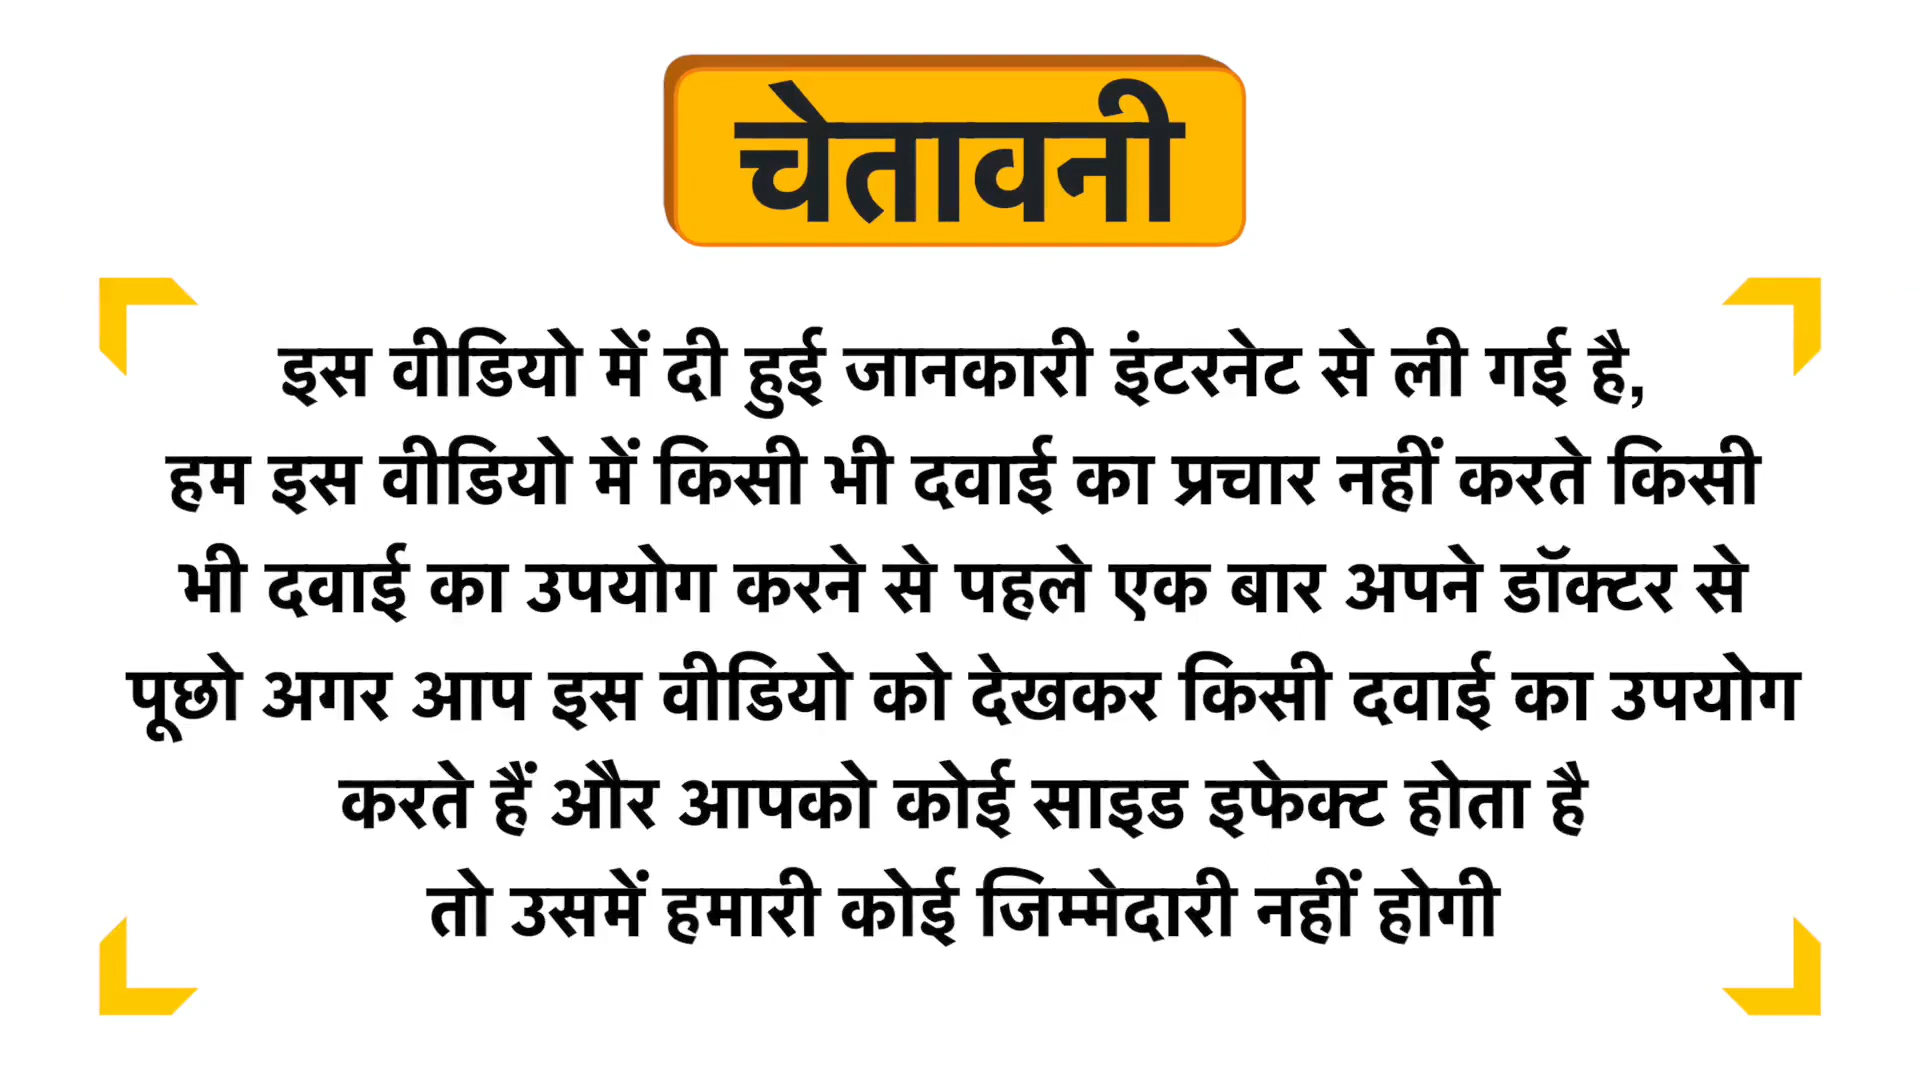 चेतावनी
इस वीडियो में दी हुई जानकारी इंटरनेट से ली गई है,
हम इस वीडियो में किसी भी दवाई का प्रचार नहीं करते किसी
भी दवाई का उपयोग करने से पहले एक बार अपने डॉक्टर से
पूछो अगर आप इस वीडियो को देखकर किसी दवाई का उपयोग
करते हैं और आपको कोई साइड इफेक्ट होता है
तो उसमें हमारी कोई जिम्मेदारी नहीं होगी